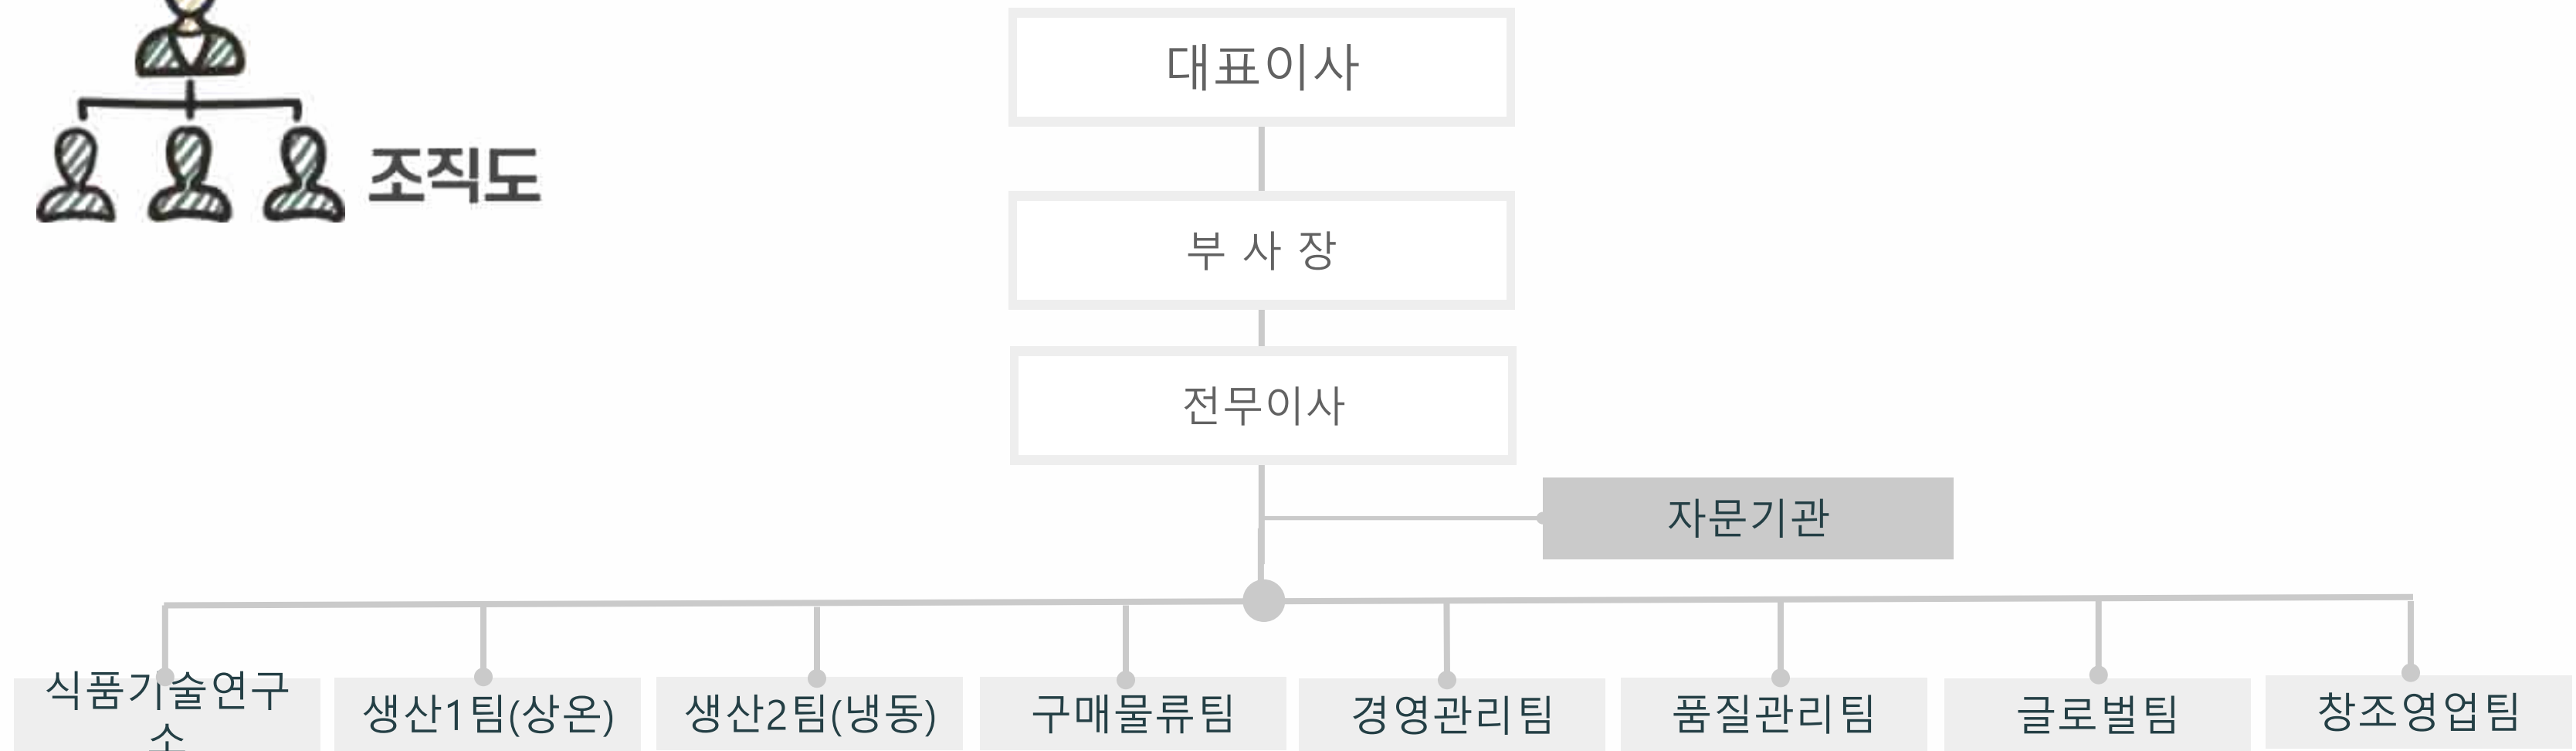 조직도
대표이사
부 사 장
전무이사
자문기관
식품기술연구
소
생산1팀(상온)
생산2팀(냉동)
구매물류팀
경영관리팀
품질관리팀
글로벌팀
창조영업팀